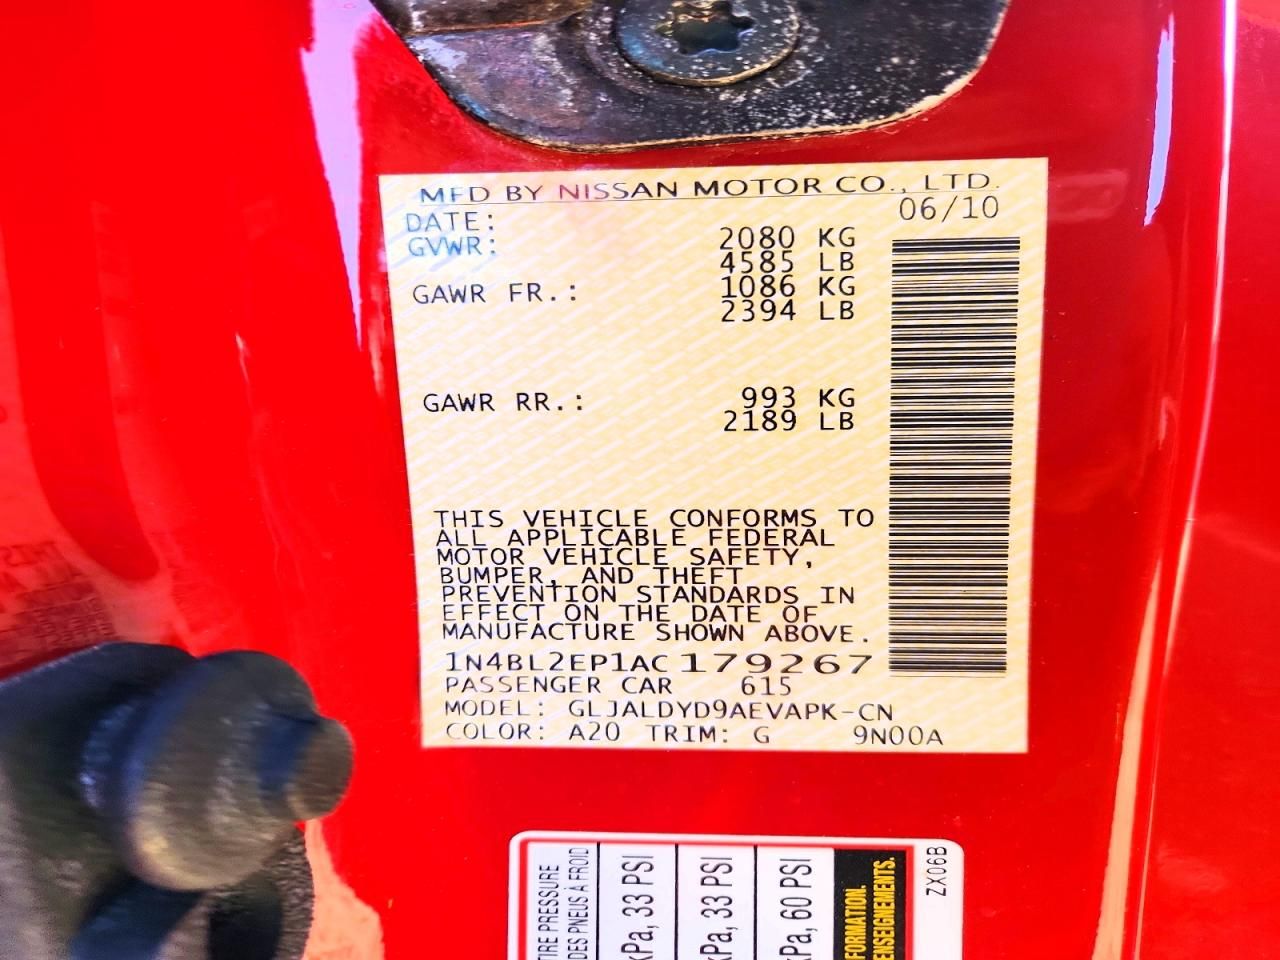 MFD BY NISSAN MOTOR CO., LTD.
DATE: 06/10
GVWR: 2080 KG
4585 LB
GAWR FR.: 1086 KG
2394 LB
GAWR RR.: 993 KG
2189 LB
THIS VEHICLE CONFORMS TO
ALL APPLICABLE FEDERAL
MOTOR VEHICLE SAFETY,
BUMPER, AND THEFT
PREVENTION STANDARDS IN
EFFECT ON THE DATE OF
MANUFACTURE SHOWN ABOVE.
1N4BL2EP1AC179267
PASSENGER CAR 615
MODEL: GLJALDYD9AEVAPK-CN
COLOR: A20 TRIM: G 9N00A
TIRE PRESSURE
DES PNEUS À FROID
kPa, 33 PSI
kPa, 33 PSI
kPa, 60 PSI
ZX06B